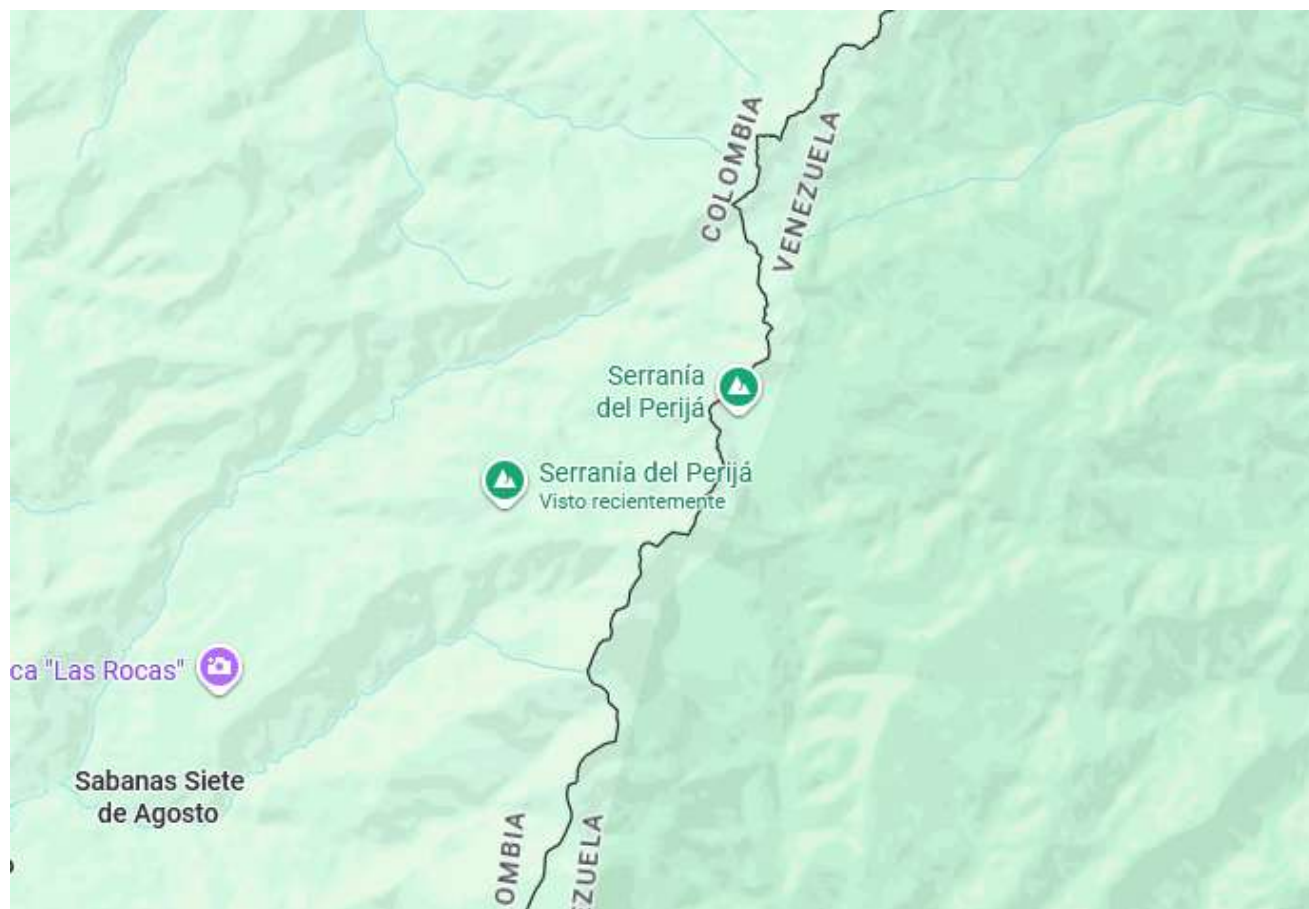 COLOMBIA
VENEZUELA
Serranía
del Perijá
Serranía del Perijá
Visto recientemente
ca "Las Rocas"
Sabanas Siete
de Agosto
OMBIA
ZUELA